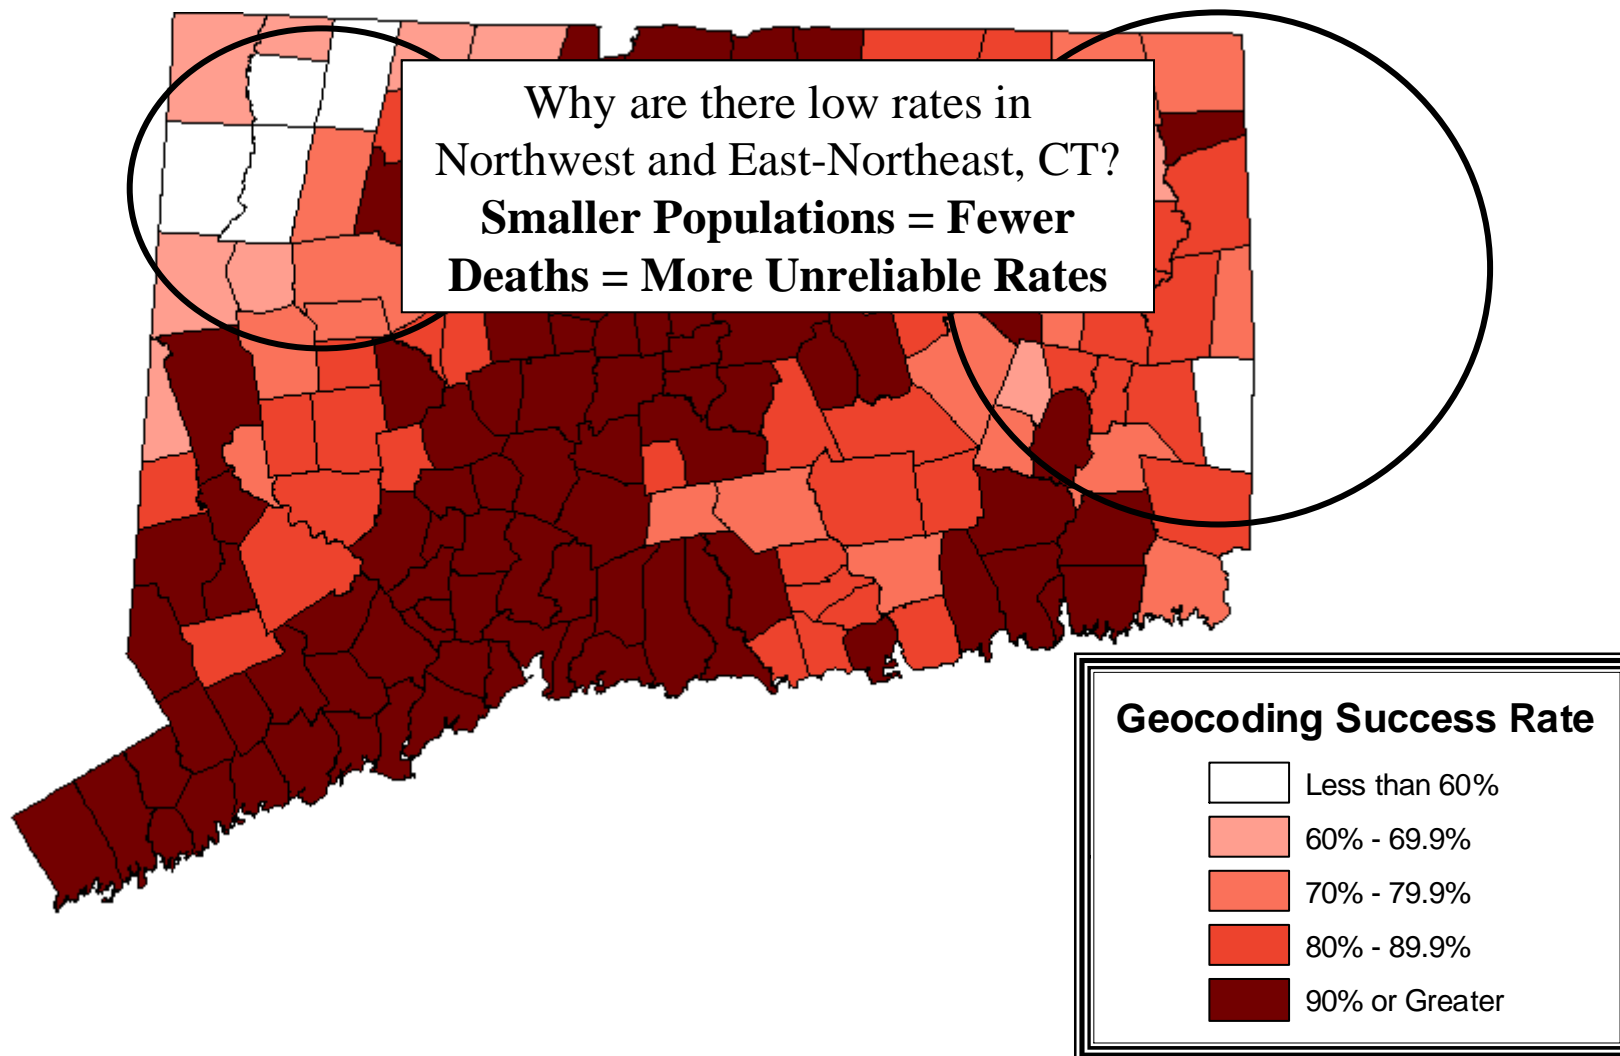 Why are there low rates in
Northwest and East-Northeast, CT?
Smaller Populations = Fewer
Deaths = More Unreliable Rates
Geocoding Success Rate
Less than 60%
60% - 69.9%
70% - 79.9%
80% - 89.9%
90% or Greater